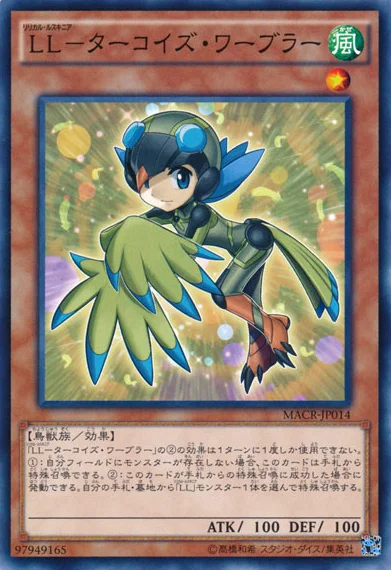 リリカル・ルスキニア
LL－ターコイズ・ワーブラー
風
MACR-JP014
【鳥獣族／効果】
「LL－ターコイズ・ワーブラー」の②の効果は１ターンに１度しか使用できない。
①：自分フィールドにモンスターが存在しない場合、このカードは手札から
特殊召喚できる。②：このカードが手札からの特殊召喚に成功した場合に
発動できる。自分の手札・墓地から「LL」モンスター１体を選んで特殊召喚する。
ATK／ 100 DEF／ 100
97949165
©高橋和希 スタジオ・ダイス／集英社